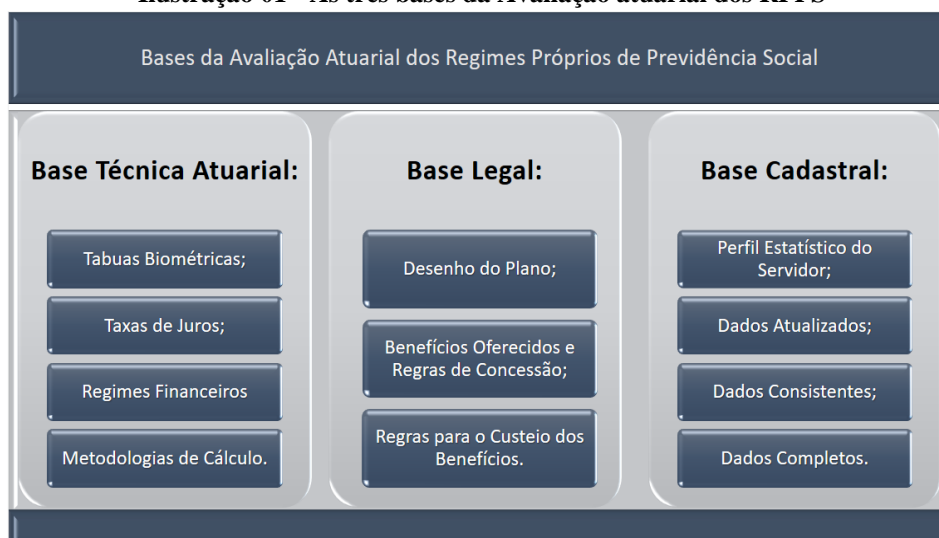 Ilustração 01 - As três bases da Avaliação atuarial dos RPPS
Bases da Avaliação Atuarial dos Regimes Próprios de Previdência Social
Base Técnica Atuarial:
Tabuas Biométricas;
Taxas de Juros;
Regimes Financeiros
Metodologias de Cálculo.
Base Legal:
Desenho do Plano;
Benefícios Oferecidos e
Regras de Concessão;
Regras para o Custeio dos
Benefícios.
Base Cadastral:
Perfil Estatístico do
Servidor;
Dados Atualizados;
Dados Consistentes;
Dados Completos.